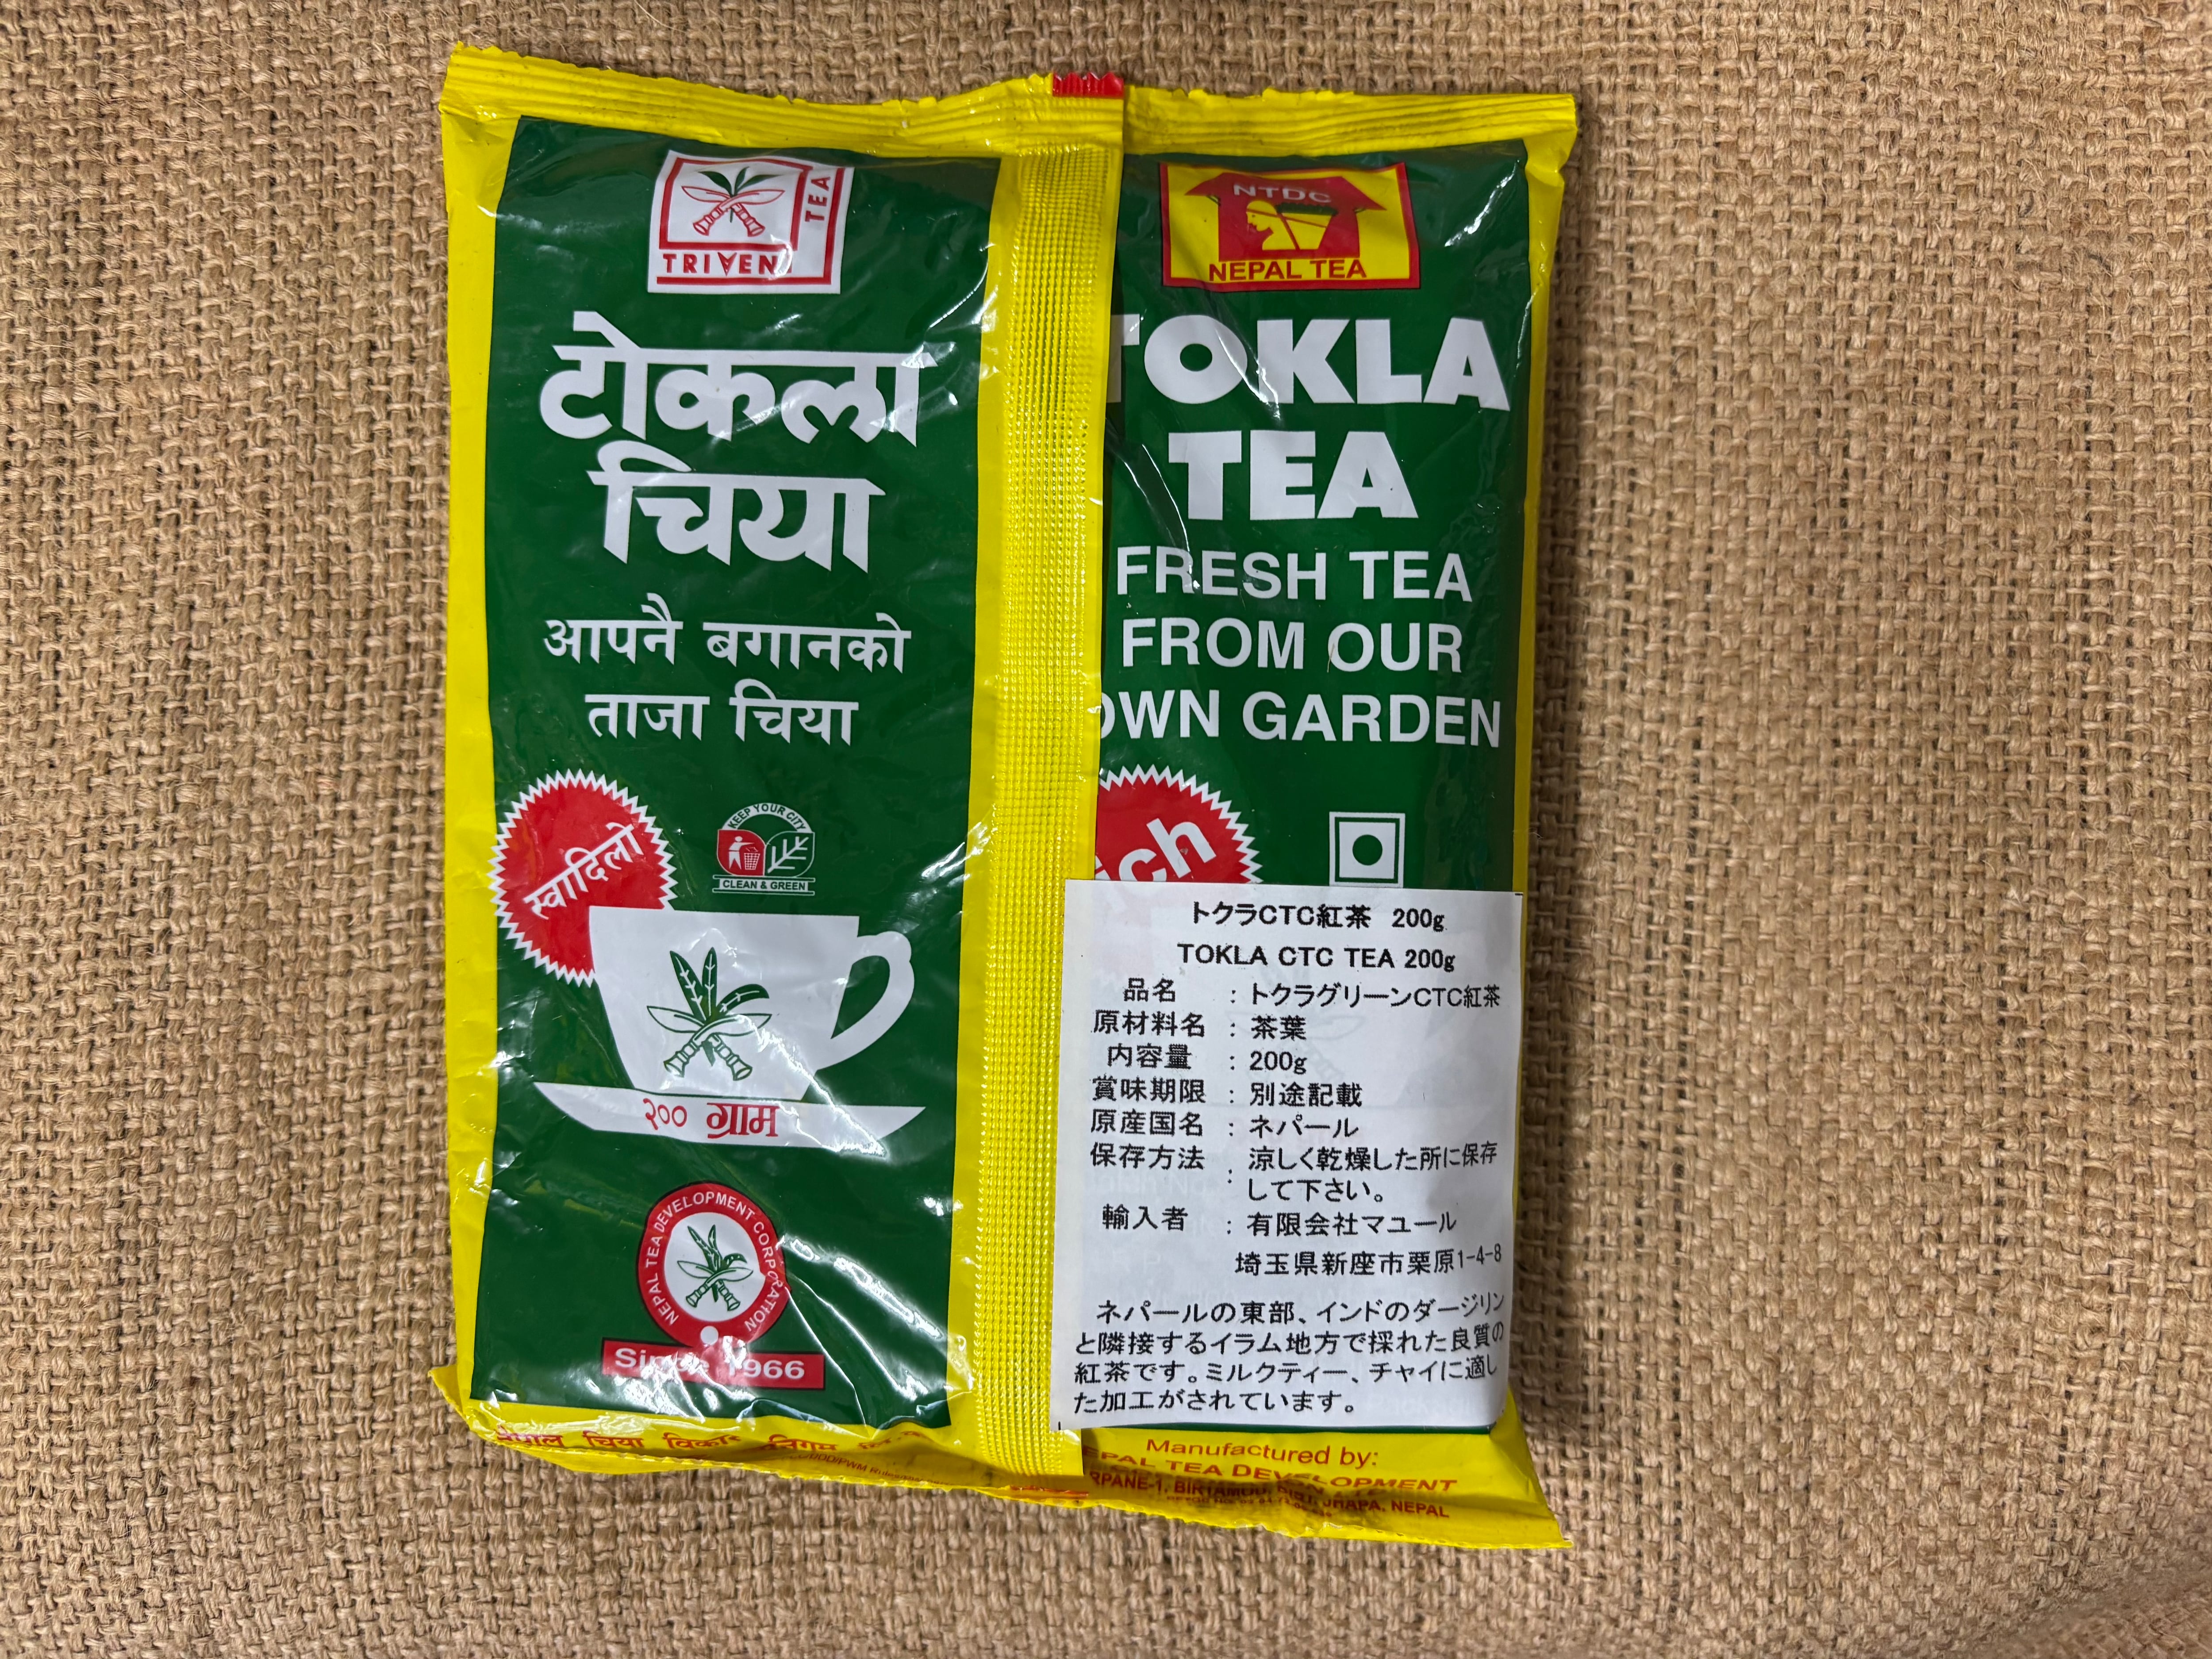 TRIVENI
TEA
टोकला
चिया
आपनै बगानको
ताजा चिया
स्वादिलो
KEEP YOUR CITY
CLEAN & GREEN
२०० ग्राम
NEPAL TEA DEVELOPMENT CORPORATION
Since 1966
चिया विकास
NTDC
NEPAL TEA
TOKLA
TEA
FRESH TEA
FROM OUR
OWN GARDEN
トクラCTC紅茶 200g
TOKLA CTC TEA 200g
品名 : トクラグリーンCTC紅茶
原材料名 : 茶葉
内容量 : 200g
賞味期限 : 別途記載
原産国名 : ネパール
保存方法 : 涼しく乾燥した所に保存
して下さい。
輸入者 : 有限会社マユール
埼玉県新座市栗原1-4-8
ネパールの東部、インドのダージリン
と隣接するイラム地方で採れた良質の
紅茶です。ミルクティー、チャイに適し
た加工がされています。
Manufactured by:
TEA DEVELOPMENT
JHAPA, NEPAL